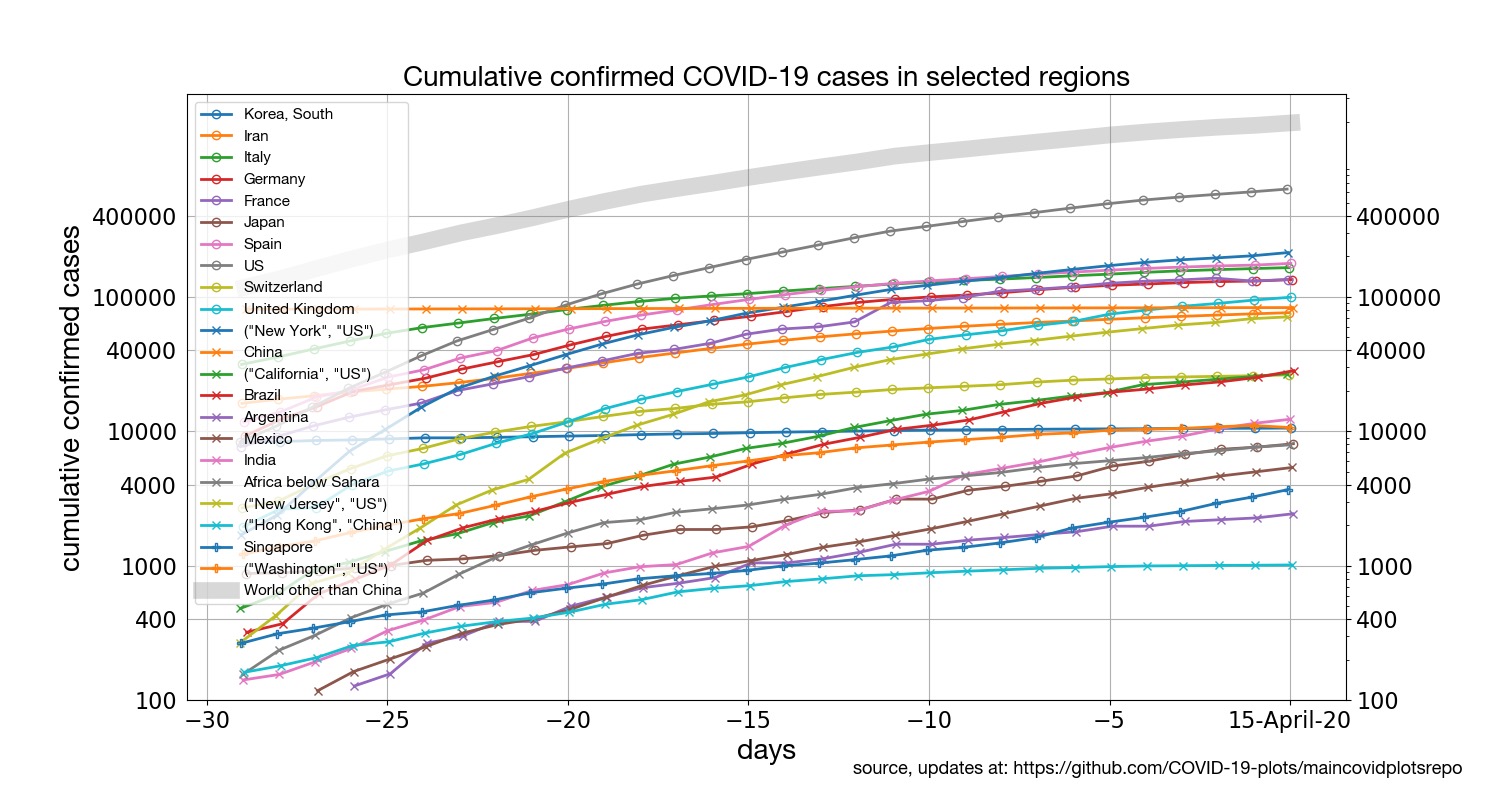 Cumulative confirmed COVID-19 cases in selected regions
Korea, South
Iran
Italy
Germany
France
Japan
Spain
US
Switzerland
United Kingdom
("New York", "US")
China
("California", "US")
Brazil
Argentina
Mexico
India
Africa below Sahara
("New Jersey", "US")
("Hong Kong", "China")
Singapore
("Washington", "US")
World other than China
cumulative confirmed cases
400000
100000
40000
10000
4000
1000
400
100
400000
100000
40000
10000
4000
1000
400
100
−30 −25 −20 −15 −10 −5 15-April-20
days
source, updates at: https://github.com/COVID-19-plots/maincovidplotsrepo